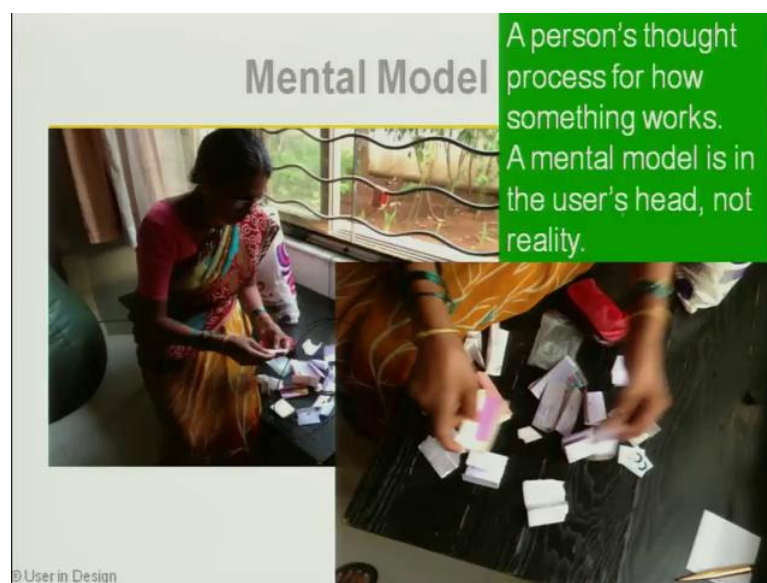 Mental Model
A person's thought
process for how
something works.
A mental model is in
the user's head, not
reality.
© User in Design